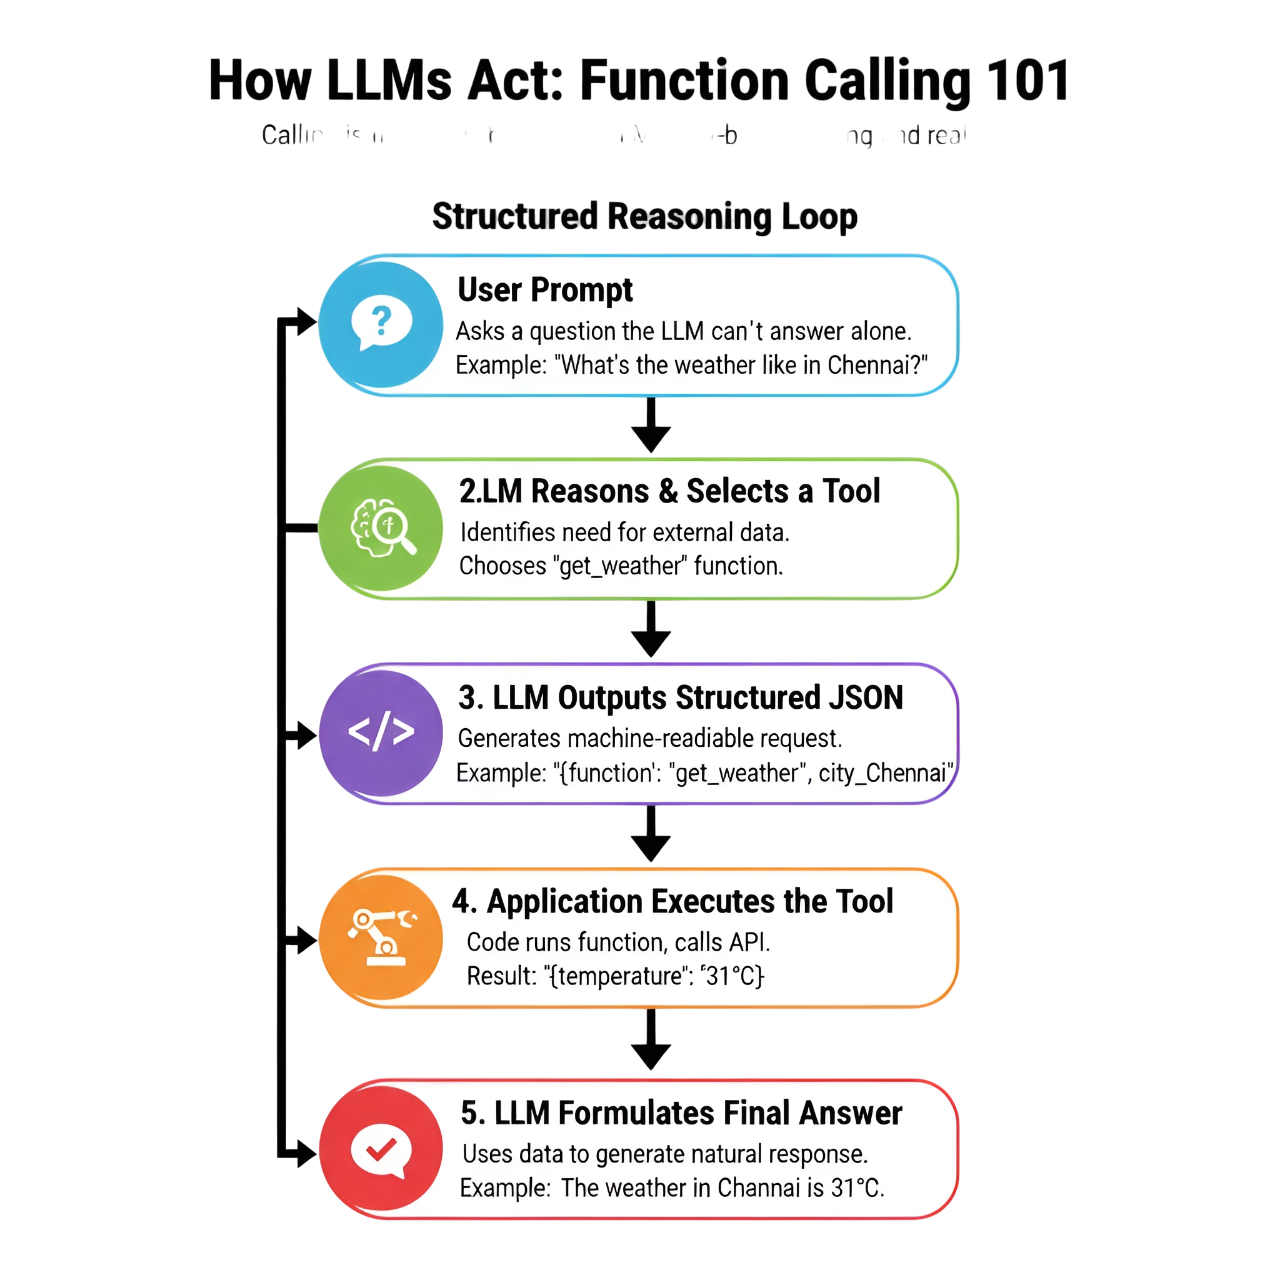 How LLMs Act: Function Calling 101
Structured Reasoning Loop
?
User Prompt
Asks a question the LLM can't answer alone.
Example: "What's the weather like in Chennai?"
2.LM Reasons & Selects a Tool
Identifies need for external data.
Chooses "get_weather" function.
</>
3. LLM Outputs Structured JSON
Generates machine-readiable request.
Example: "{function': "get_weather", city_Chennai"
4. Application Executes the Tool
Code runs function, calls API.
Result: "{temperature": "31°C}
5. LLM Formulates Final Answer
Uses data to generate natural response.
Example: The weather in Channai is 31°C.